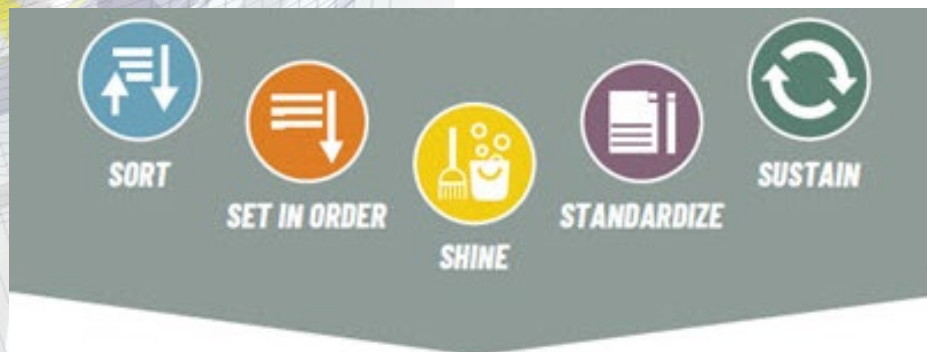 SORT
SET IN ORDER
SHINE
STANDARDIZE
SUSTAIN